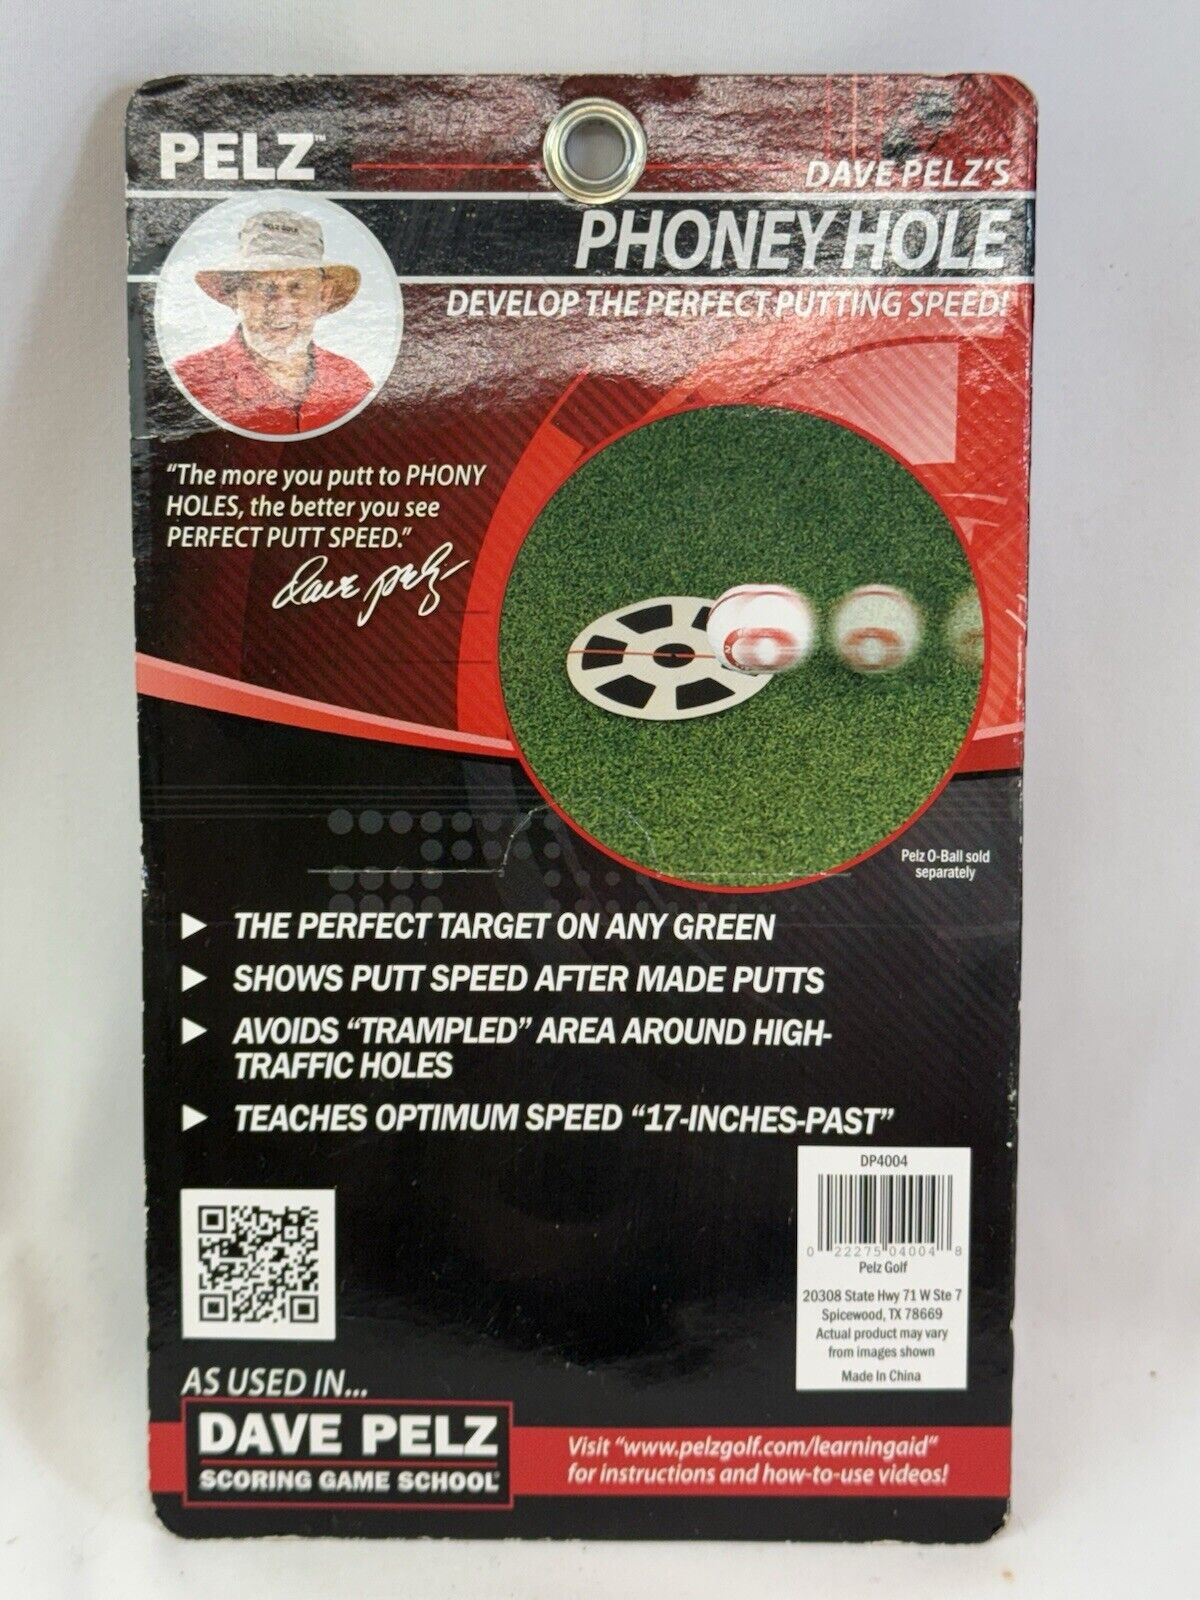 PELZ™
DAVE PELZ'S
PHONEY HOLE
DEVELOP THE PERFECT PUTTING SPEED!
"The more you putt to PHONY
HOLES, the better you see
PERFECT PUTT SPEED."
Dave Pelz
Pelz O-Ball sold
separately
► THE PERFECT TARGET ON ANY GREEN
► SHOWS PUTT SPEED AFTER MADE PUTTS
► AVOIDS "TRAMPLED" AREA AROUND HIGH-
TRAFFIC HOLES
► TEACHES OPTIMUM SPEED "17-INCHES-PAST"
DP4004
0 22275 04004 8
Pelz Golf
20308 State Hwy 71 W Ste 7
Spicewood, TX 78669
Actual product may vary
from images shown
Made In China
AS USED IN...
DAVE PELZ
SCORING GAME SCHOOL®
Visit "www.pelzgolf.com/learningaid"
for instructions and how-to-use videos!